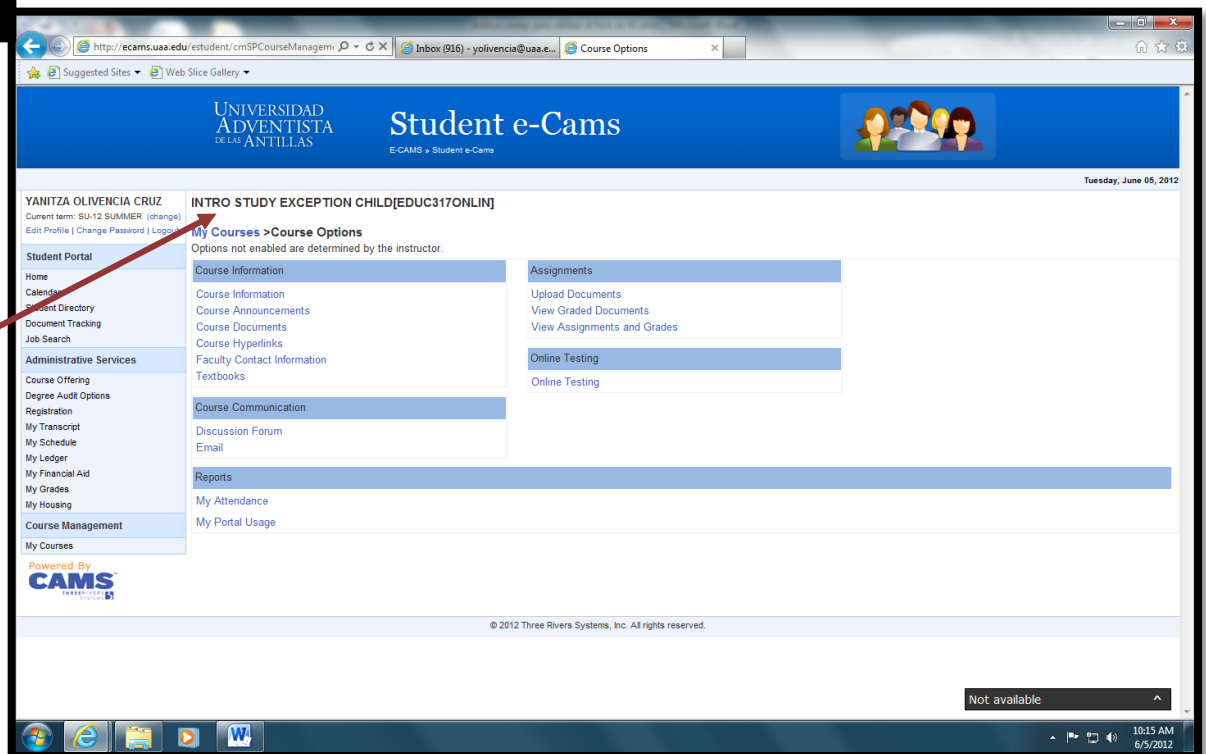 http://ecams.uaa.edu/estudent/cmSPCourseManageme
Inbox (916) - yolivencia@uaa.e...
Course Options
Suggested Sites
Web Slice Gallery
UNIVERSIDAD
ADVENTISTA
DE LAS ANTILLAS
Student e-Cams
E-CAMS » Student e-Cams
Tuesday, June 05, 2012
YANITZA OLIVENCIA CRUZ
Current term: SU-12 SUMMER (change)
Edit Profile | Change Password | Logout
Student Portal
Home
Calendar
Student Directory
Document Tracking
Job Search
Administrative Services
Course Offering
Degree Audit Options
Registration
My Transcript
My Schedule
My Ledger
My Financial Aid
My Grades
My Housing
Course Management
My Courses
Powered By
CAMS
THREE RIVERS
SYSTEMS
INTRO STUDY EXCEPTION CHILD[EDUC317ONLIN]
My Courses >Course Options
Options not enabled are determined by the instructor.
Course Information
Course Information
Course Announcements
Course Documents
Course Hyperlinks
Faculty Contact Information
Textbooks
Course Communication
Discussion Forum
Email
Assignments
Upload Documents
View Graded Documents
View Assignments and Grades
Online Testing
Online Testing
Reports
My Attendance
My Portal Usage
© 2012 Three Rivers Systems, Inc. All rights reserved.
Not available
10:15 AM
6/5/2012